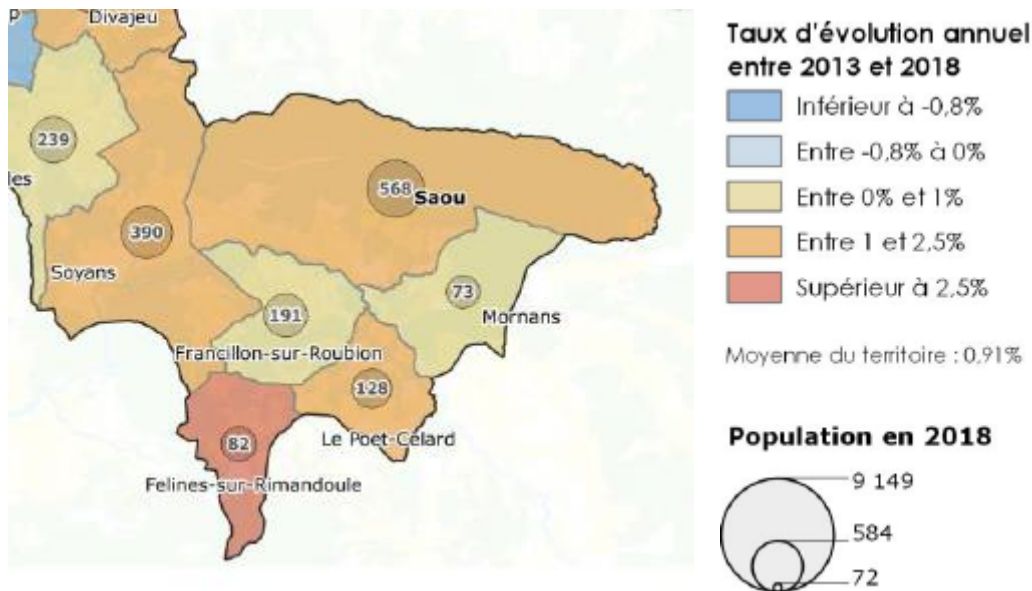 p
Divajeu
239
les
390
Soyans
568
Saou
73
Mornans
191
Francillon-sur-Roubion
128
Le Poet-Célard
82
Felines-sur-Rimandoule
Taux d'évolution annuel
entre 2013 et 2018
Inférieur à -0,8%
Entre -0,8% à 0%
Entre 0% et 1%
Entre 1 et 2,5%
Supérieur à 2,5%
Moyenne du territoire : 0,91%
Population en 2018
9 149
584
72